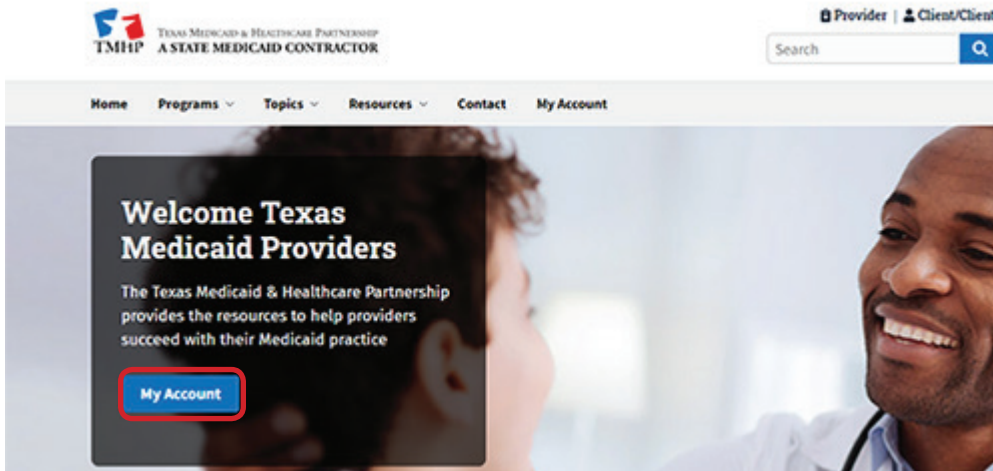 Provider | Client/Client
TMHP
TEXAS MEDICAID & HEALTHCARE PARTNERSHIP
A STATE MEDICAID CONTRACTOR
Search
Home Programs Topics Resources Contact My Account
Welcome Texas
Medicaid Providers
The Texas Medicaid & Healthcare Partnership
provides the resources to help providers
succeed with their Medicaid practice
My Account